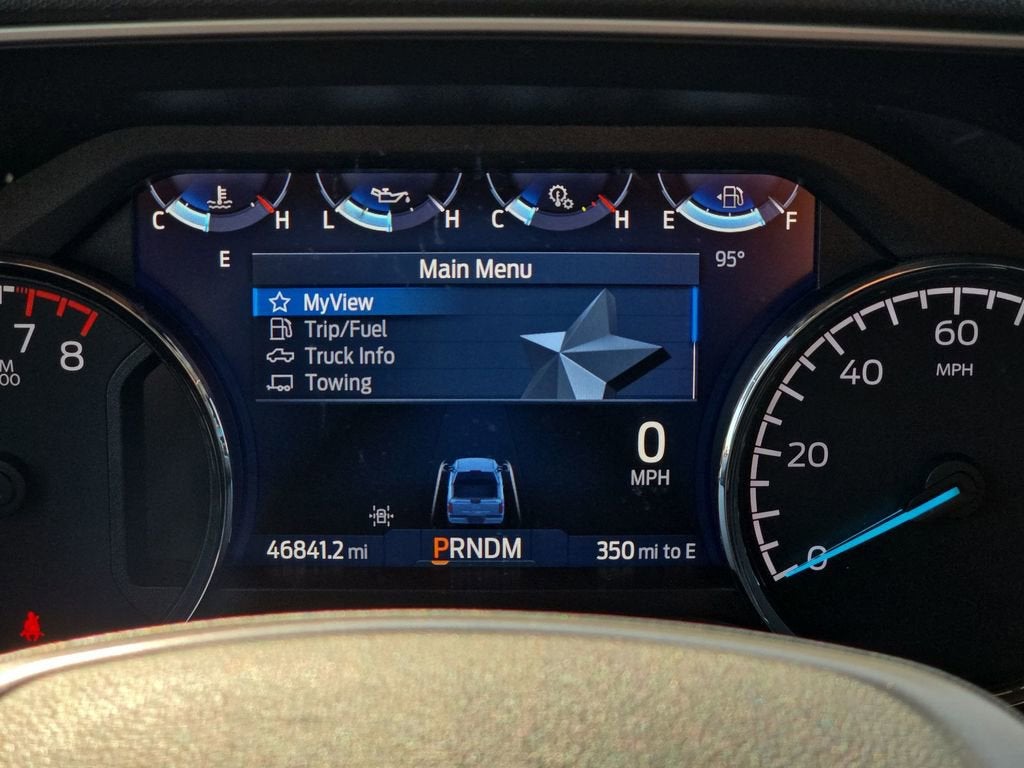 C H L H C H E F
E 95°
Main Menu
MyView
Trip/Fuel
Truck Info
Towing
7
8
60
MPH
40
20
0
0
MPH
46841.2 mi
PRNDM
350 mi to E